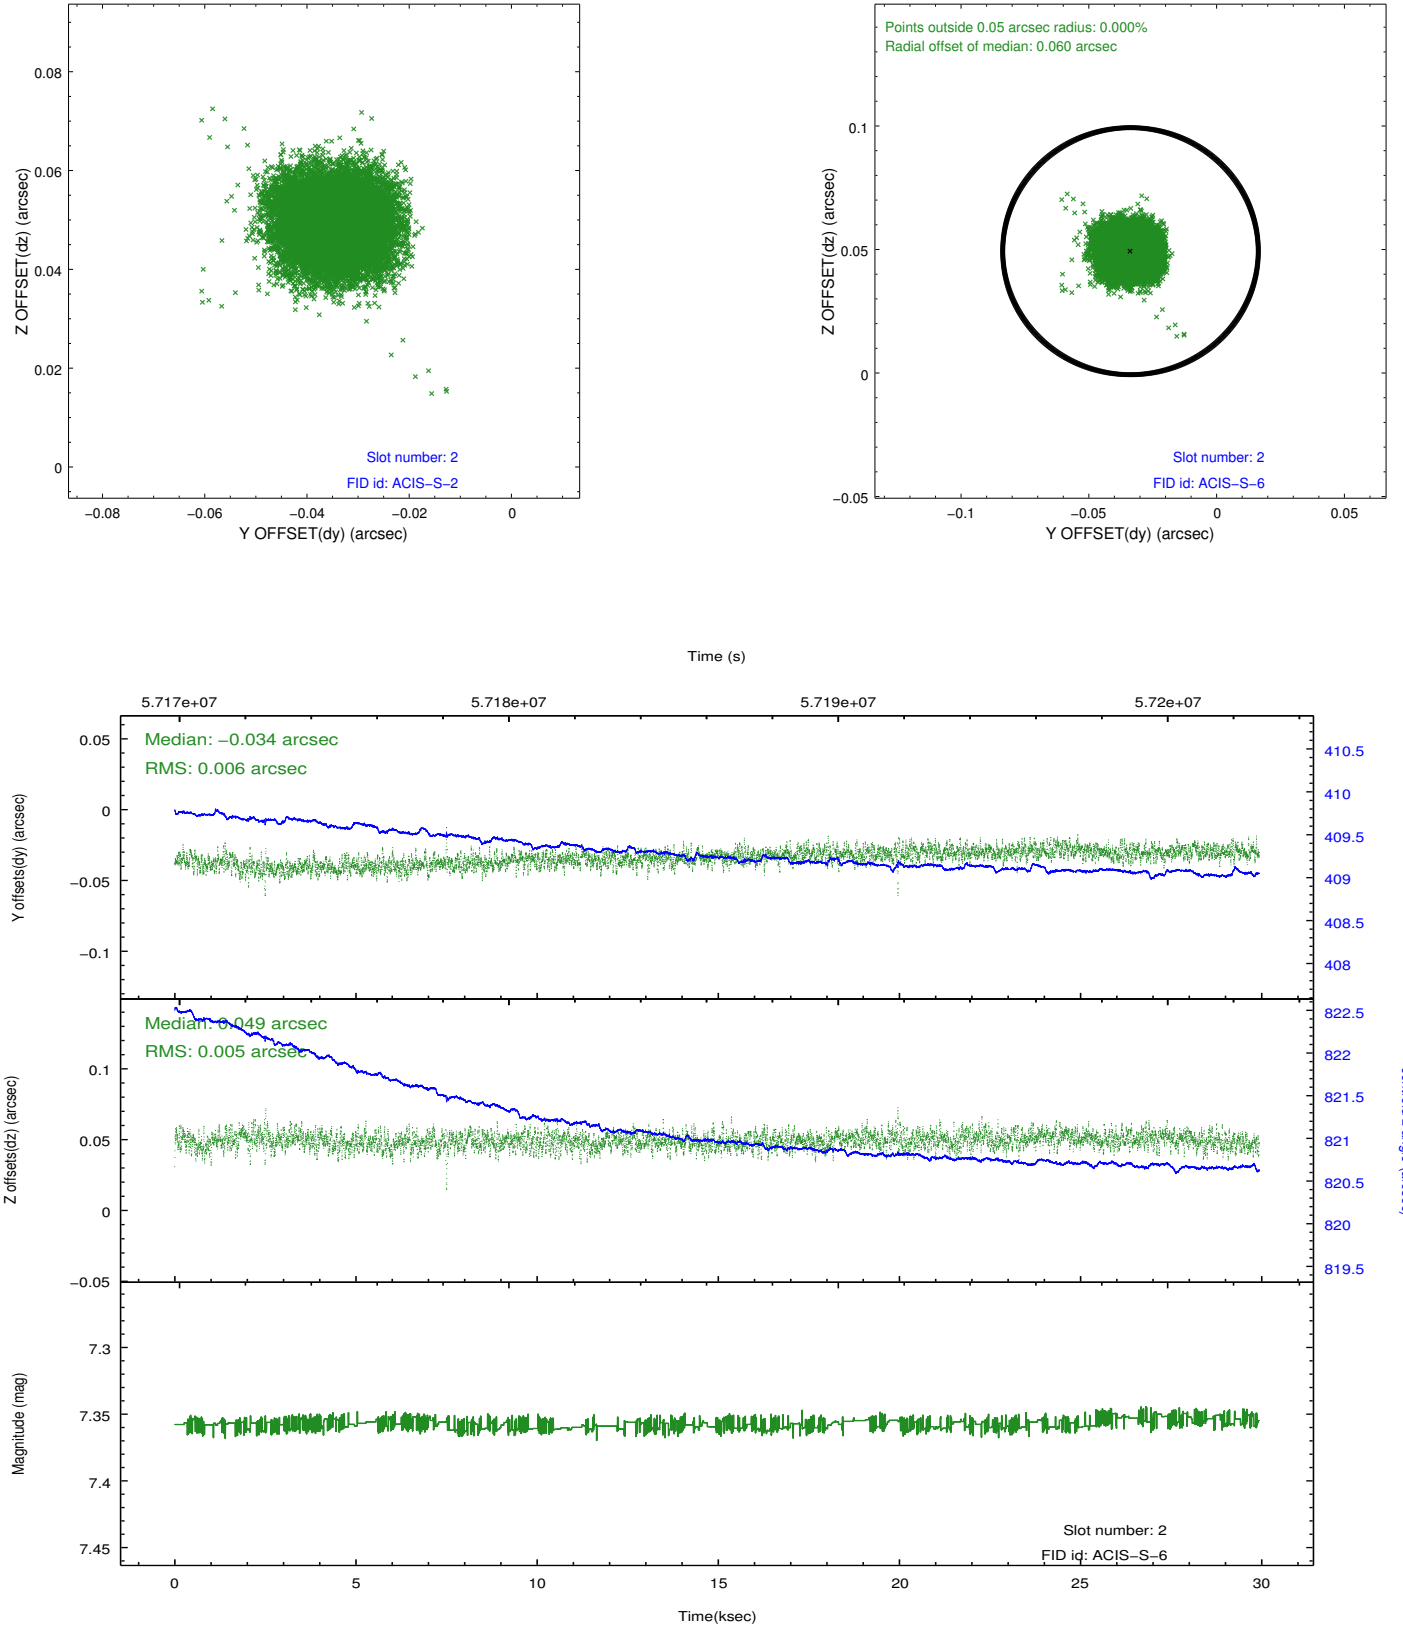 0.08
0.06
0.04
0.02
0
Z OFFSET(dz) (arcsec)
Slot number: 2
FID id: ACIS−S−2
−0.08
−0.06
−0.04
−0.02
0
Y OFFSET(dy) (arcsec)
Points outside 0.05 arcsec radius: 0.000%
Radial offset of median: 0.060 arcsec
0.1
0.05
0
−0.05
Z OFFSET(dz) (arcsec)
Slot number: 2
FID id: ACIS−S−6
−0.1
−0.05
0
0.05
Y OFFSET(dy) (arcsec)
Time (s)
5.717e+07
5.718e+07
5.719e+07
5.72e+07
Median: −0.034 arcsec
RMS: 0.006 arcsec
0.05
0
−0.05
−0.1
Y offsets(dy) (arcsec)
410.5
410
409.5
409
408.5
408
Median: 0.049 arcsec
RMS: 0.005 arcsec
0.1
0.05
0
−0.05
Z offsets(dz) (arcsec)
822.5
822
821.5
821
820.5
820
819.5
7.3
7.35
7.4
7.45
Magnitude (mag)
Slot number: 2
FID id: ACIS−S−6
0
5
10
15
20
25
30
Time(ksec)